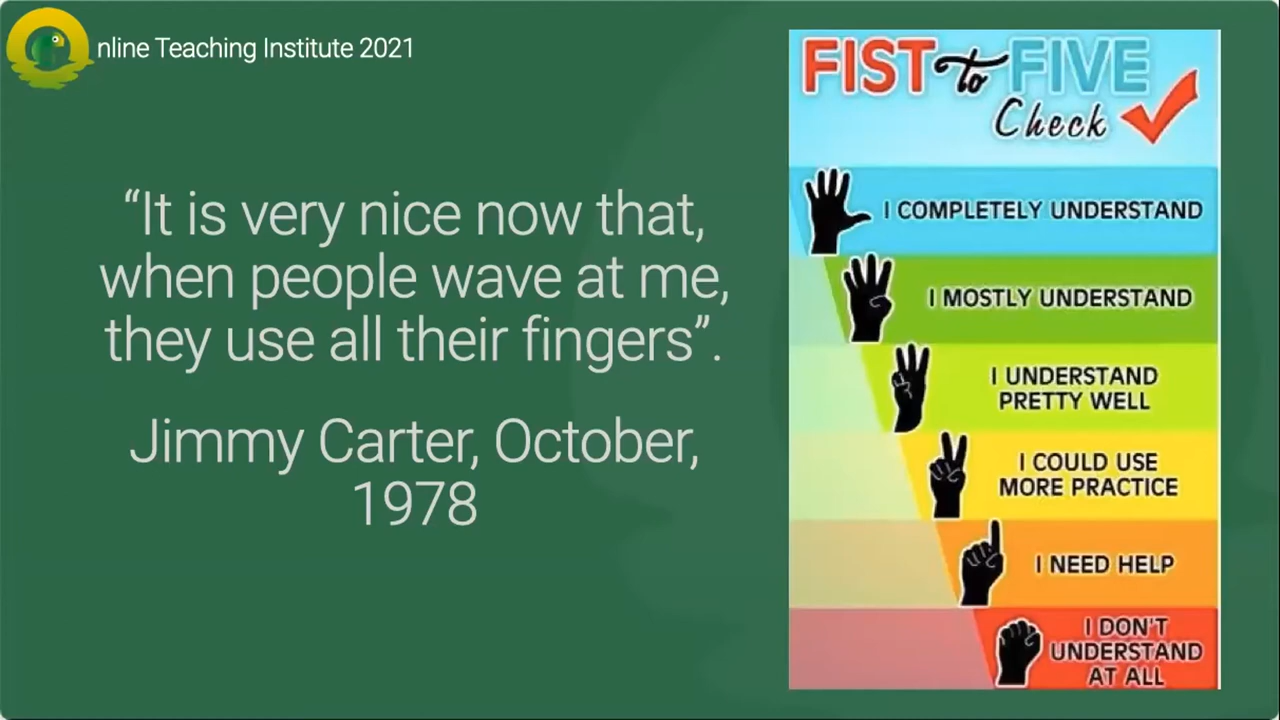 nline Teaching Institute 2021
“It is very nice now that,
when people wave at me,
they use all their fingers”.
Jimmy Carter, October,
1978
FIST to FIVE
Check
I COMPLETELY UNDERSTAND
I MOSTLY UNDERSTAND
I UNDERSTAND
PRETTY WELL
I COULD USE
MORE PRACTICE
I NEED HELP
I DON'T
UNDERSTAND
AT ALL